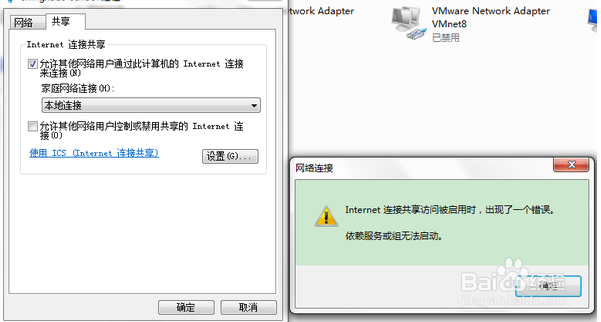 网络
共享
Internet 连接共享
允许其他网络用户通过此计算机的 Internet 连接
来连接(N)
家庭网络连接(H):
本地连接
允许其他网络用户控制或禁用共享的 Internet 连
接(O)
使用 ICS (Internet 连接共享)
设置(G)...
确定
取消
etwork Adapter
VMware Network Adapter
VMnet8
已禁用
网络连接
Internet 连接共享访问被启用时，出现了一个错误。
依赖服务或组无法启动。
确定
Baidu 经验
jingyan.baidu.com